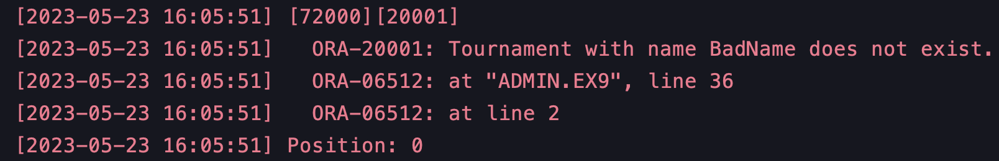 [2023-05-23 16:05:51] [72000][20001]
[2023-05-23 16:05:51]   ORA-20001: Tournament with name BadName does not exist.
[2023-05-23 16:05:51]   ORA-06512: at "ADMIN.EX9", line 36
[2023-05-23 16:05:51]   ORA-06512: at line 2
[2023-05-23 16:05:51] Position: 0